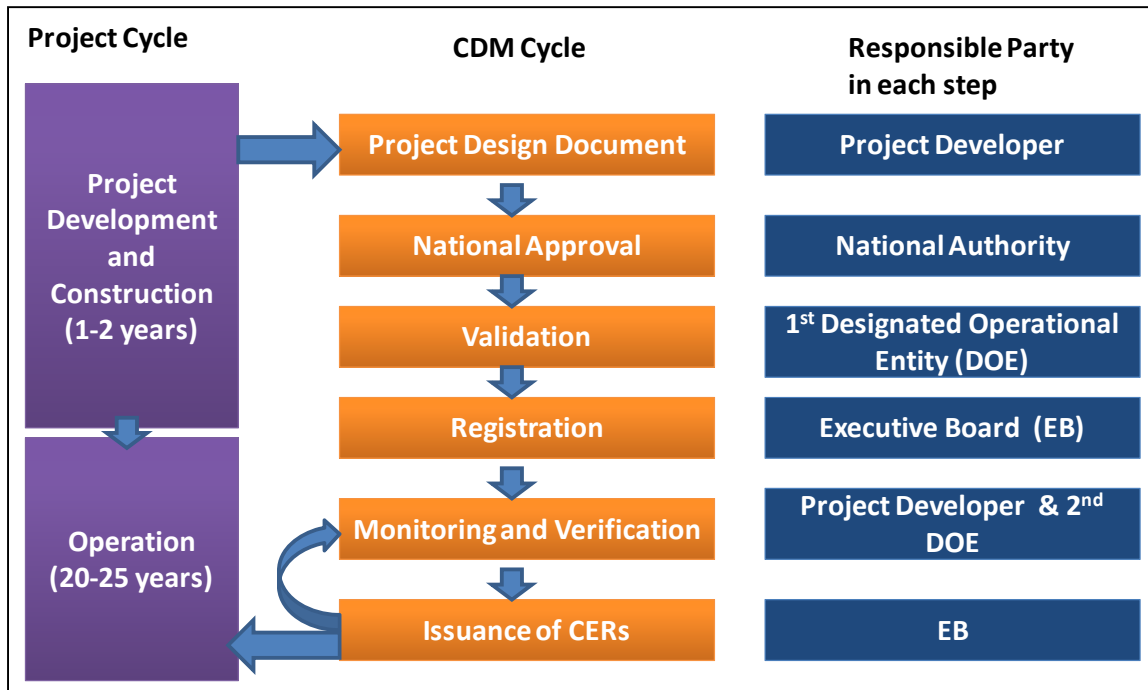 Project Cycle
CDM Cycle
Responsible Party
in each step
Project
Development
and
Construction
(1-2 years)
Operation
(20-25 years)
Project Design Document
National Approval
Validation
Registration
Monitoring and Verification
Issuance of CERs
Project Developer
National Authority
1st Designated Operational
Entity (DOE)
Executive Board (EB)
Project Developer & 2nd
DOE
EB